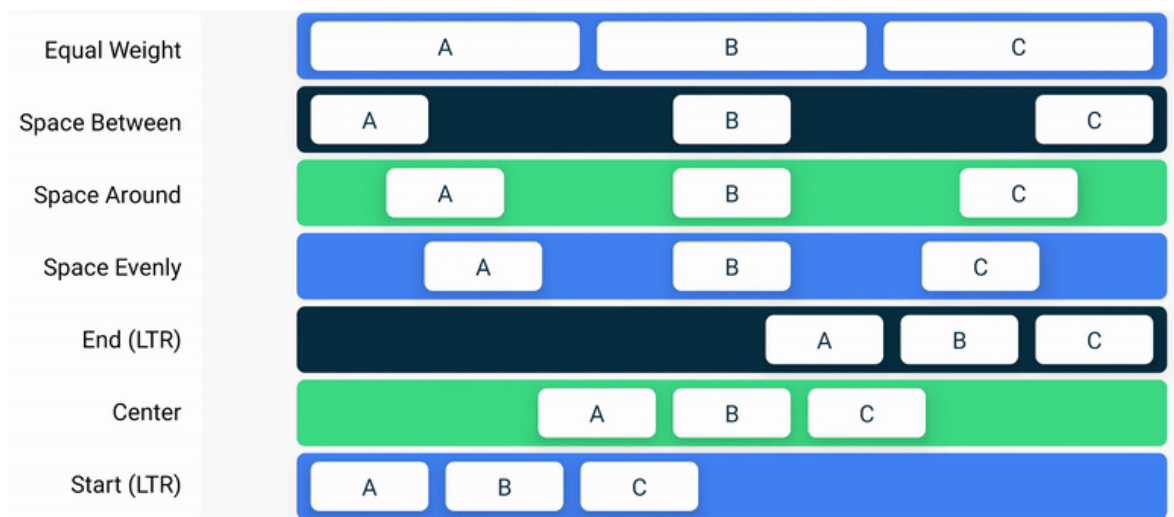 Equal Weight A B C
Space Between A B C
Space Around A B C
Space Evenly A B C
End (LTR) A B C
Center A B C
Start (LTR) A B C